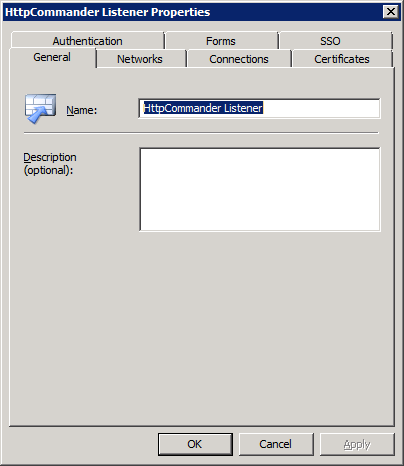 HttpCommander Listener Properties
Authentication Forms SSO
General Networks Connections Certificates
Name: HttpCommander Listener
Description
(optional):
OK Cancel Apply